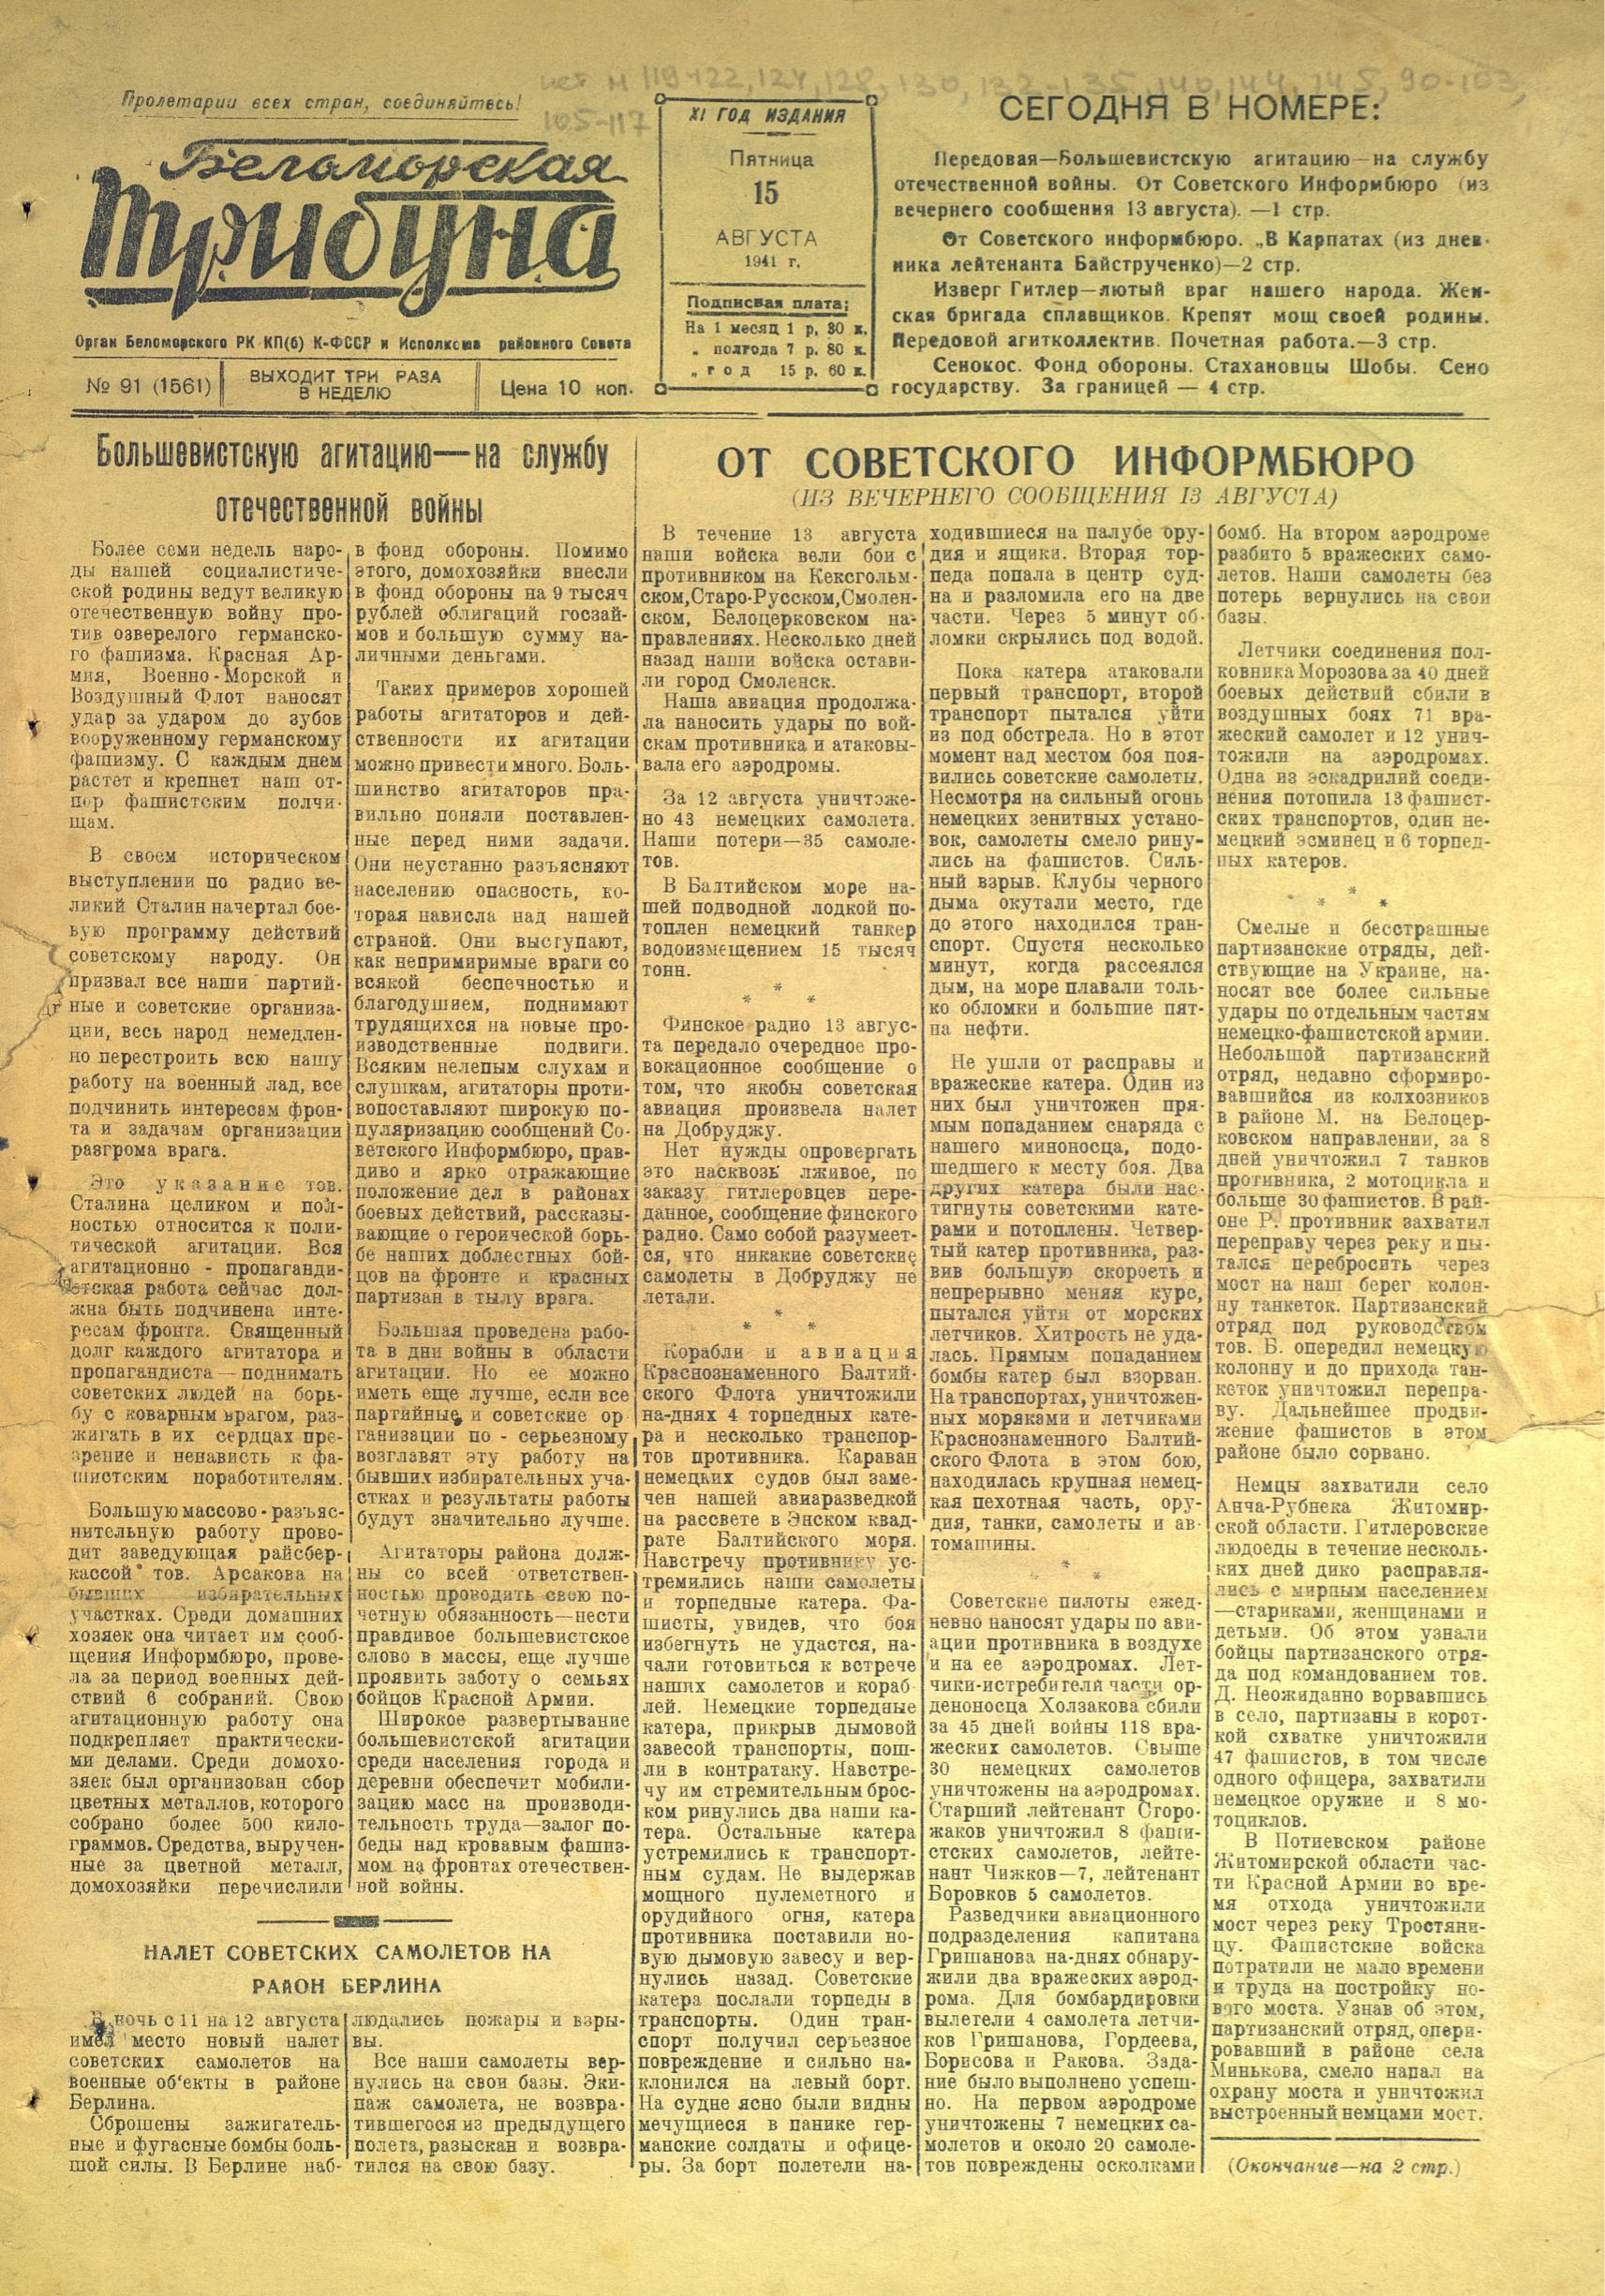 ист н 119-122, 124, 128, 130, 132-135, 140, 144, 145, 90-103,
105-117
Пролетарии всех стран, соединяйтесь!
Беломорская
Трибуна
Орган Беломорского РК КП(б) К-ФССР и Исполкома районного Совета
№ 91 (1561)
ВЫХОДИТ ТРИ РАЗА
В НЕДЕЛЮ
Цена 10 коп.
XI ГОД ИЗДАНИЯ
Пятница
15
АВГУСТА
1941 г.
Подписная плата:
На 1 месяц 1 р. 30 к.
„ полгода 7 р. 80 к.
„ год 15 р. 60 к.
СЕГОДНЯ В НОМЕРЕ:
Передовая—Большевистскую агитацию—на службу
отечественной войны. От Советского Информбюро (из
вечернего сообщения 13 августа). —1 стр.
От Советского информбюро. „В Карпатах (из днев-
ника лейтенанта Байструченко)—2 стр.
Изверг Гитлер—лютый враг нашего народа. Жен-
ская бригада сплавщиков. Крепят мощ своей родины.
Передовой агитколлектив. Почетная работа.—3 стр.
Сенокос. Фонд обороны. Стахановцы Шобы. Сено
государству. За границей — 4 стр.
Большевистскую агитацию—на службу
отечественной войны
Более семи недель наро-
ды нашей социалистиче-
ской родины ведут великую
отечественную войну про-
тив озверелого германско-
го фашизма. Красная Ар-
мия, Военно-Морской и
Воздушный Флот наносят
удар за ударом до зубов
вооруженному германскому
фашизму. С каждым днем
растет и крепнет наш от-
пор фашистским полчи-
щам.
В своем историческом
выступлении по радио ве-
ликий Сталин начертал бое-
вую программу действий
советскому народу. Он
призвал все наши партий-
ные и советские организа-
ции, весь народ немедлен-
но перестроить всю нашу
работу на военный лад, все
подчинить интересам фрон-
та и задачам организации
разгрома врага.
Это указание тов.
Сталина целиком и пол-
ностью относится к поли-
тической агитации. Вся
агитационно - пропаганди-
стская работа сейчас дол-
жна быть подчинена инте-
ресам фронта. Священный
долг каждого агитатора и
пропагандиста — поднимать
советских людей на борь-
бу с коварным врагом, раз-
жигать в их сердцах пре-
зрение и ненависть к фа-
шистским поработителям.
Большую массово-разъяс-
нительную работу прово-
дит заведующая райсбер-
кассой тов. Арсакова на
бывших избирательных
участках. Среди домашних
хозяек она читает им сооб-
щения Информбюро, прове-
ла за период военных дей-
ствий 6 собраний. Свою
агитационную работу она
подкрепляет практически-
ми делами. Среди домохо-
зяек был организован сбор
цветных металлов, которого
собрано более 500 кило-
граммов. Средства, выручен-
ные за цветной металл,
домохозяйки перечислили
в фонд обороны. Помимо
этого, домохозяйки внесли
в фонд обороны на 9 тысяч
рублей облигаций госзай-
мов и большую сумму на-
личными деньгами.
Таких примеров хорошей
работы агитаторов и дей-
ственности их агитации
можно привести много. Боль-
шинство агитаторов пра-
вильно поняли поставлен-
ные перед ними задачи.
Они неустанно разъясняют
населению опасность, ко-
торая нависла над нашей
страной. Они выступают,
как непримиримые враги со
всякой беспечностью и
благодушием, поднимают
трудящихся на новые про-
изводственные подвиги.
Всяким нелепым слухам и
слушкам, агитаторы проти-
вопоставляют широкую по-
пуляризацию сообщений Со-
ветского Информбюро, прав-
диво и ярко отражающие
положение дел в районах
боевых действий, рассказы-
вающие о героической борь-
бе наших доблестных бой-
цов на фронте и красных
партизан в тылу врага.
Большая проведена рабо-
та в дни войны в области
агитации. Но ее можно
иметь еще лучше, если все
партийные и советские ор
ганизации по - серьезному
возглавят эту работу на
бывших избирательных уча-
стках и результаты работы
будут значительно лучше.
Агитаторы района долж-
ны со всей ответствен-
ностью проводить свою по-
четную обязанность—нести
правдивое большевистское
слово в массы, еще лучше
проявить заботу о семьях
бойцов Красной Армии.
Широкое развертывание
большевистской агитации
среди населения города и
деревни обеспечит мобили-
зацию масс на производи-
тельность труда—залог по-
беды над кровавым фашиз-
мом на фронтах отечествен-
ной войны.
НАЛЕТ СОВЕТСКИХ САМОЛЕТОВ НА
РАЙОН БЕРЛИНА
В ночь с 11 на 12 августа
имел место новый налет
советских самолетов на
военные об'екты в районе
Берлина.
Сброшены зажигатель-
ные и фугасные бомбы боль-
шой силы. В Берлине наб-
людались пожары и взры-
вы.
Все наши самолеты вер-
нулись на свои базы. Эки-
паж самолета, не возвра-
тившегося из предыдущего
полета, разыскан и возвра-
тился на свою базу.
ОТ СОВЕТСКОГО ИНФОРМБЮРО
(ИЗ ВЕЧЕРНЕГО СООБЩЕНИЯ 13 АВГУСТА)
В течение 13 августа
наши войска вели бои с
противником на Кексгольм-
ском, Старо-Русском, Смолен-
ском, Белоцерковском на-
правлениях. Несколько дней
назад наши войска остави-
ли город Смоленск.
Наша авиация продолжа-
ла наносить удары по вой-
скам противника и атаковы-
вала его аэродромы.
За 12 августа уничтоже-
но 43 немецких самолета.
Наши потери—35 самоле-
тов.
В Балтийском море на-
шей подводной лодкой по-
топлен немецкий танкер
водоизмещением 15 тысяч
тонн.
*
* *
Финское радио 13 авгус-
та передало очередное про-
вокационное сообщение о
том, что якобы советская
авиация произвела налет
на Добруджу.
Нет нужды опровергать
это насквозь лживое, по
заказу гитлеровцев пере-
данное, сообщение финского
радио. Само собой разумеет-
ся, что никакие советские
самолеты в Добруджу не
летали.
*
* *
Корабли и авиация
Краснознаменного Балтий-
ского Флота уничтожили
на-днях 4 торпедных кате-
ра и несколько транспор-
тов противника. Караван
немецких судов был заме-
чен нашей авиаразведкой
на рассвете в Энском квад-
рате Балтийского моря.
Навстречу противнику ус-
тремились наши самолеты
и торпедные катера. Фа-
шисты, увидев, что боя
избегнуть не удастся, на-
чали готовиться к встрече
наших самолетов и кораб-
лей. Немецкие торпедные
катера, прикрыв дымовой
завесой транспорты, пош-
ли в контратаку. Навстре-
чу им стремительным брос-
ком ринулись два наши ка-
тера. Остальные катера
устремились к транспорт-
ным судам. Не выдержав
мощного пулеметного и
орудийного огня, катера
противника поставили но-
вую дымовую завесу и вер-
нулись назад. Советские
катера послали торпеды в
транспорты. Один тран-
спорт получил серъезное
повреждение и сильно на-
клонился на левый борт.
На судне ясно были видны
мечущиеся в панике гер-
манские солдаты и офице-
ры. За борт полетели на-
ходившиеся на палубе ору-
дия и ящики. Вторая тор-
педа попала в центр суд-
на и разломила его на две
части. Через 5 минут об-
ломки скрылись под водой.
Пока катера атаковали
первый транспорт, второй
транспорт пытался уйти
из под обстрела. Но в этот
момент над местом боя поя-
вились советские самолеты.
Несмотря на сильный огонь
немецких зенитных устано-
вок, самолеты смело рину-
лись на фашистов. Силь-
ный взрыв. Клубы черного
дыма окутали место, где
до этого находился тран-
спорт. Спустя несколько
минут, когда рассеялся
дым, на море плавали толь-
ко обломки и большие пят-
на нефти.
Не ушли от расправы и
вражеские катера. Один из
них был уничтожен пря-
мым попаданием снаряда с
нашего миноносца, подо-
шедшего к месту боя. Два
других катера были нас-
тигнуты советскими кате-
рами и потоплены. Четвер-
тый катер противника, раз-
вив большую скорость и
непрерывно меняя курс,
пытался уйти от морских
летчиков. Хитрость не уда-
лась. Прямым попаданием
бомбы катер был взорван.
На транспортах, уничтожен-
ных моряками и летчиками
Краснознаменного Балтий-
ского Флота в этом бою,
находилась крупная немец-
кая пехотная часть, ору-
дия, танки, самолеты и ав-
томашины.
*
* *
Советские пилоты ежед-
невно наносят удары по ави-
ации противника в воздухе
и на ее аэродромах. Лет-
чики-истребители части ор-
деноносца Холзакова сбили
за 45 дней войны 118 вра-
жеских самолетов. Свыше
30 немецких самолетов
уничтожены на аэродромах.
Старший лейтенант Сгоро-
жаков уничтожил 8 фаши-
стских самолетов, лейте-
нант Чижков—7, лейтенант
Боровков 5 самолетов.
Разведчики авиационного
подразделения капитана
Гришанова на-днях обнару-
жили два вражеских аэрод-
рома. Для бомбардировки
вылетели 4 самолета летчи-
ков Гришанова, Гордеева,
Борисова и Ракова. Зада-
ние было выполнено успеш-
но. На первом аэродроме
уничтожены 7 немецких са-
молетов и около 20 самоле-
тов повреждены осколками
бомб. На втором аэродроме
разбито 5 вражеских само-
летов. Наши самолеты без
потерь вернулись на свои
базы.
Летчики соединения пол-
ковника Морозова за 40 дней
боевых действий сбили в
воздушных боях 71 вра-
жеский самолет и 12 унич-
тожили на аэродромах.
Одна из эскадрилий соеди-
нения потопила 13 фашист-
ских транспортов, один не-
мецкий эсминец и 6 торпед-
ных катеров.
*
* *
Смелые и бесстрашные
партизанские отряды, дей-
ствующие на Украине, на-
носят все более сильные
удары по отдельным частям
немецко-фашистской армии.
Небольшой партизанский
отряд, недавно сформиро-
вавшийся из колхозников
в районе М. на Белоцер-
ковском направлении, за 8
дней уничтожил 7 танков
противника, 2 мотоцикла и
больше 30 фашистов. В рай-
оне Р. противник захватил
переправу через реку и пы-
тался перебросить через
мост на наш берег колон-
ну танкеток. Партизанский
отряд под руководством
тов. Б. опередил немецкую
колонну и до прихода тан-
кеток уничтожил перепра-
ву. Дальнейшее продви-
жение фашистов в этом
районе было сорвано.
Немцы захватили село
Анча-Рубнека Житомир-
ской области. Гитлеровские
людоеды в течение несколь-
ких дней дико расправля-
лись с мирным населением
—стариками, женщинами и
детьми. Об этом узнали
бойцы партизанского отря-
да под командованием тов.
Д. Неожиданно ворвавшись
в село, партизаны в корот-
кой схватке уничтожили
47 фашистов, в том числе
одного офицера, захватили
немецкое оружие и 8 мо-
тоциклов.
В Потиевском районе
Житомирской области час-
ти Красной Армии во вре-
мя отхода уничтожили
мост через реку Тростяни-
цу. Фашистские войска
потратили не мало времени
и труда на постройку но-
вого моста. Узнав об этом,
партизанский отряд, опери-
ровавший в районе села
Минькова, смело напал на
охрану моста и уничтожил
выстроенный немцами мост.
(Окончание—на 2 стр.)